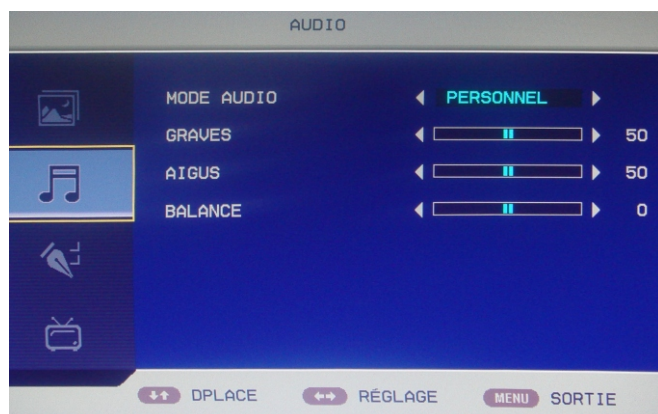 AUDIO
MODE AUDIO PERSONNEL
GRAVES 50
AIGUS 50
BALANCE 0
DPLACE RÉGLAGE MENU SORTIE